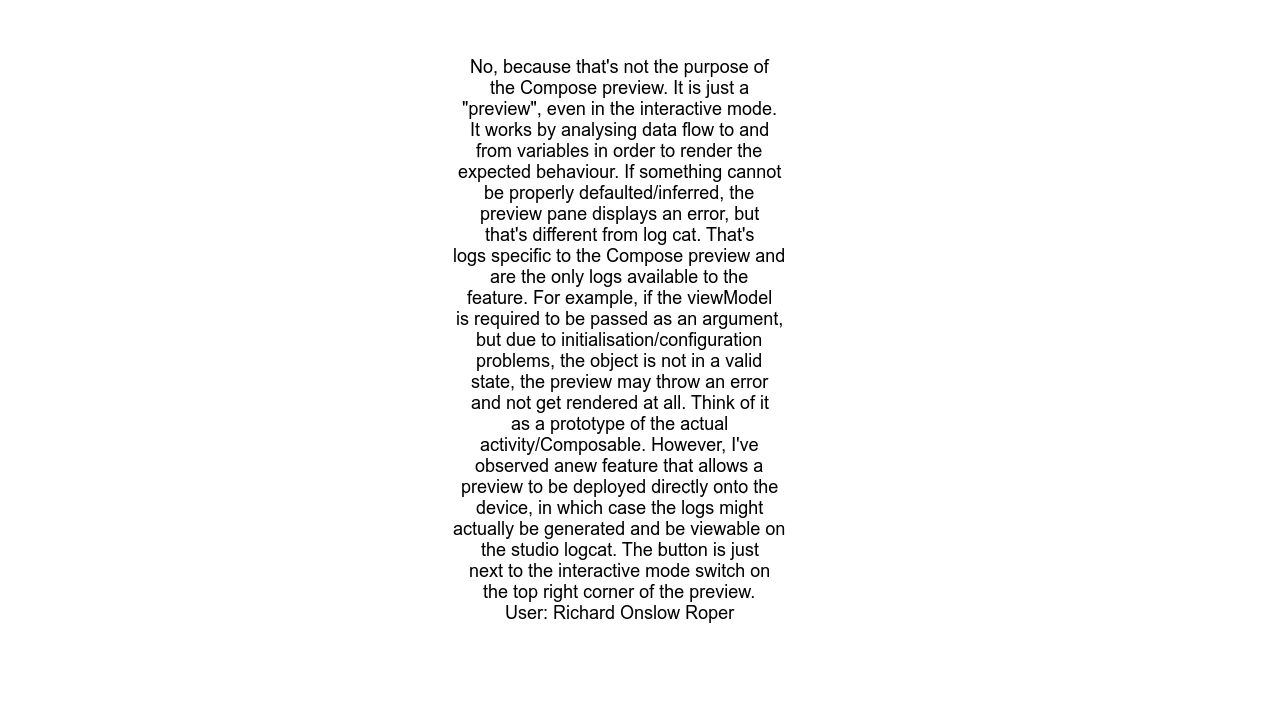 No, because that's not the purpose of
the Compose preview. It is just a
"preview", even in the interactive mode.
It works by analysing data flow to and
from variables in order to render the
expected behaviour. If something cannot
be properly defaulted/inferred, the
preview pane displays an error, but
that's different from log cat. That's
logs specific to the Compose preview and
are the only logs available to the
feature. For example, if the viewModel
is required to be passed as an argument,
but due to initialisation/configuration
problems, the object is not in a valid
state, the preview may throw an error
and not get rendered at all. Think of it
as a prototype of the actual
activity/Composable. However, I've
observed anew feature that allows a
preview to be deployed directly onto the
device, in which case the logs might
actually be generated and be viewable on
the studio logcat. The button is just
next to the interactive mode switch on
the top right corner of the preview.
User: Richard Onslow Roper